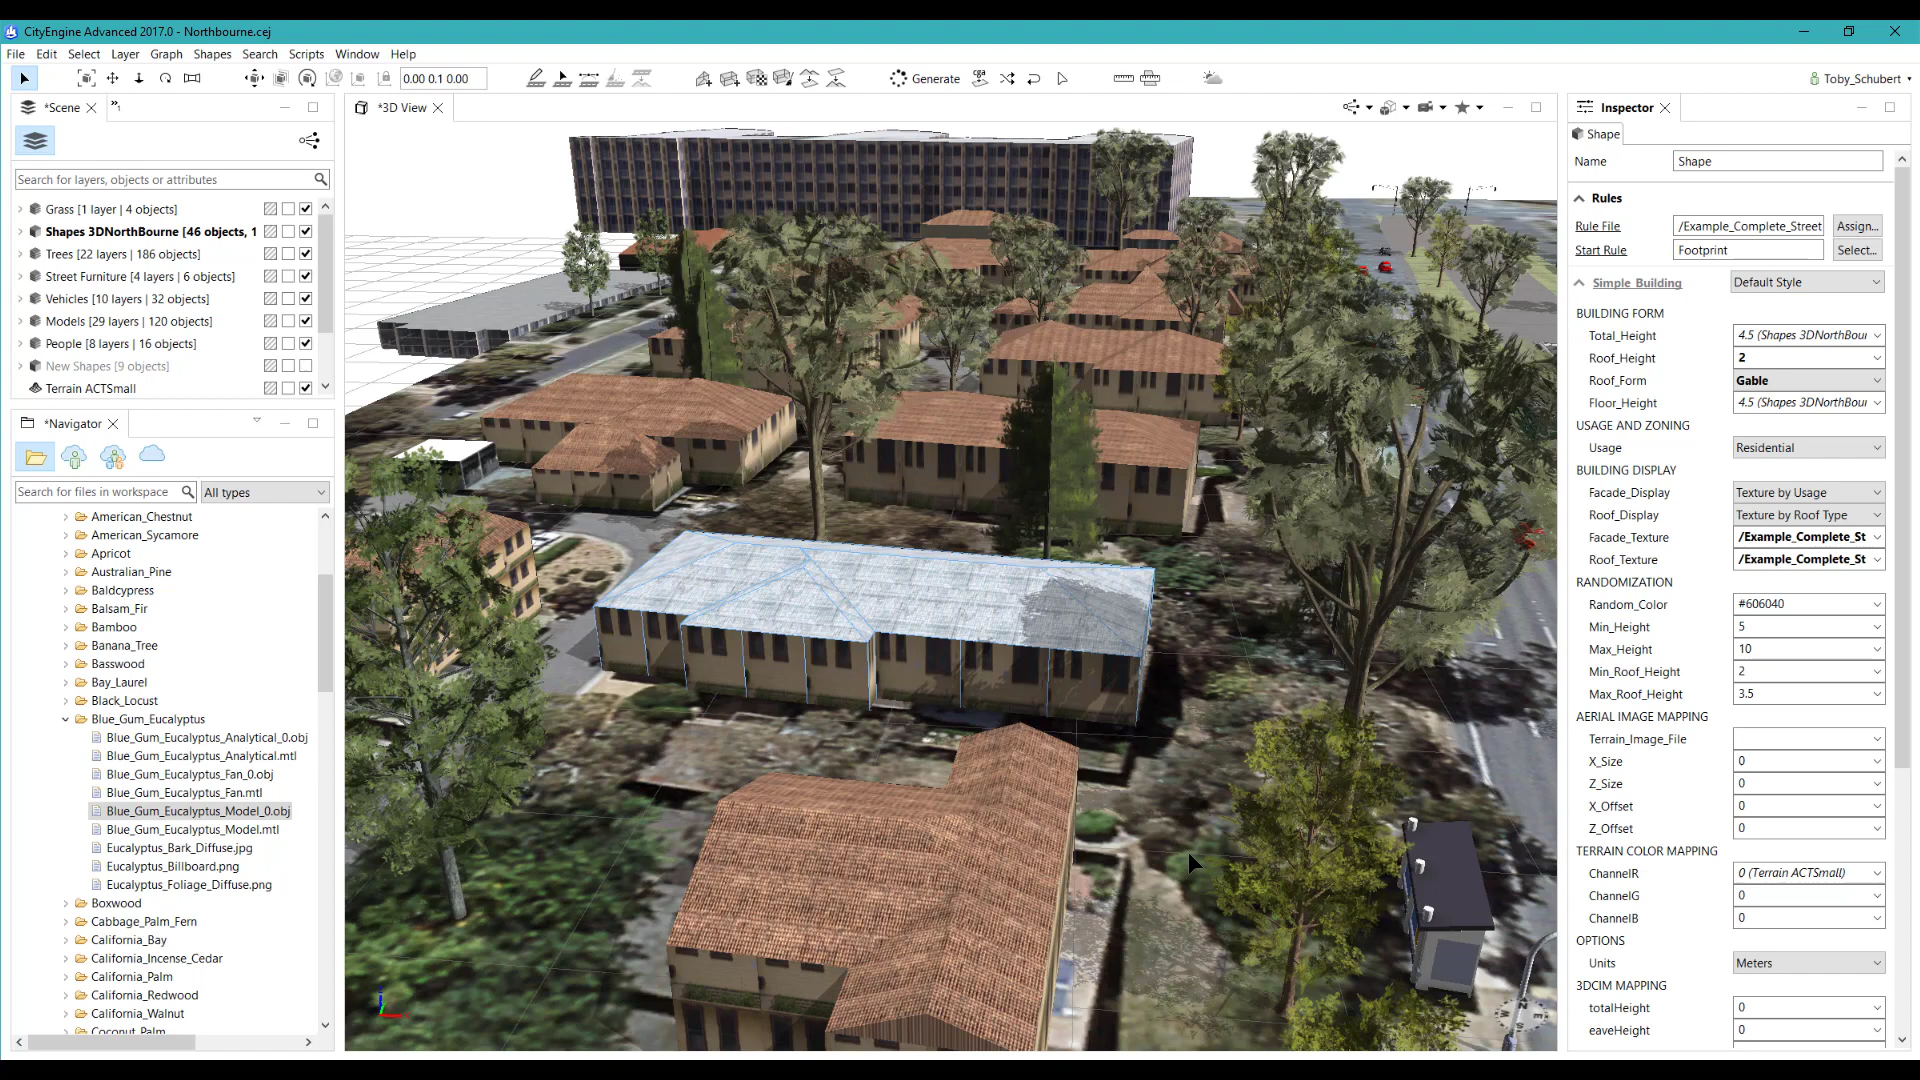 CityEngine Advanced 2017.0 - Northbourne.cej
File Edit Select Layer Graph Shapes Search Scripts Window Help
0.00 0.1 0.00
Generate
Toby_Schubert
*Scene
»1
Search for layers, objects or attributes
Grass [1 layer | 4 objects]
Shapes 3DNorthBourne [46 objects, 1
Trees [22 layers | 186 objects]
Street Furniture [4 layers | 6 objects]
Vehicles [10 layers | 32 objects]
Models [29 layers | 120 objects]
People [8 layers | 16 objects]
New Shapes [9 objects]
Terrain ACTSmall
*Navigator
Search for files in workspace All types
American_Chestnut
American_Sycamore
Apricot
Australian_Pine
Baldcypress
Balsam_Fir
Bamboo
Banana_Tree
Basswood
Bay_Laurel
Black_Locust
Blue_Gum_Eucalyptus
Blue_Gum_Eucalyptus_Analytical_0.obj
Blue_Gum_Eucalyptus_Analytical.mtl
Blue_Gum_Eucalyptus_Fan_0.obj
Blue_Gum_Eucalyptus_Fan.mtl
Blue_Gum_Eucalyptus_Model_0.obj
Blue_Gum_Eucalyptus_Model.mtl
Eucalyptus_Bark_Diffuse.jpg
Eucalyptus_Billboard.png
Eucalyptus_Foliage_Diffuse.png
Boxwood
Cabbage_Palm_Fern
California_Bay
California_Incense_Cedar
California_Palm
California_Redwood
California_Walnut
Coconut_Palm
*3D View
Inspector
Shape
Name Shape
Rules
Rule File /Example_Complete_Street Assign...
Start Rule Footprint Select...
Simple_Building Default Style
BUILDING FORM
Total_Height 4.5 (Shapes 3DNorthBour
Roof_Height 2
Roof_Form Gable
Floor_Height 4.5 (Shapes 3DNorthBour
USAGE AND ZONING
Usage Residential
BUILDING DISPLAY
Facade_Display Texture by Usage
Roof_Display Texture by Roof Type
Facade_Texture /Example_Complete_St
Roof_Texture /Example_Complete_St
RANDOMIZATION
Random_Color #606040
Min_Height 5
Max_Height 10
Min_Roof_Height 2
Max_Roof_Height 3.5
AERIAL IMAGE MAPPING
Terrain_Image_File
X_Size 0
Z_Size 0
X_Offset 0
Z_Offset 0
TERRAIN COLOR MAPPING
ChannelR 0 (Terrain ACTSmall)
ChannelG 0
ChannelB 0
OPTIONS
Units Meters
3DCIM MAPPING
totalHeight 0
eaveHeight 0